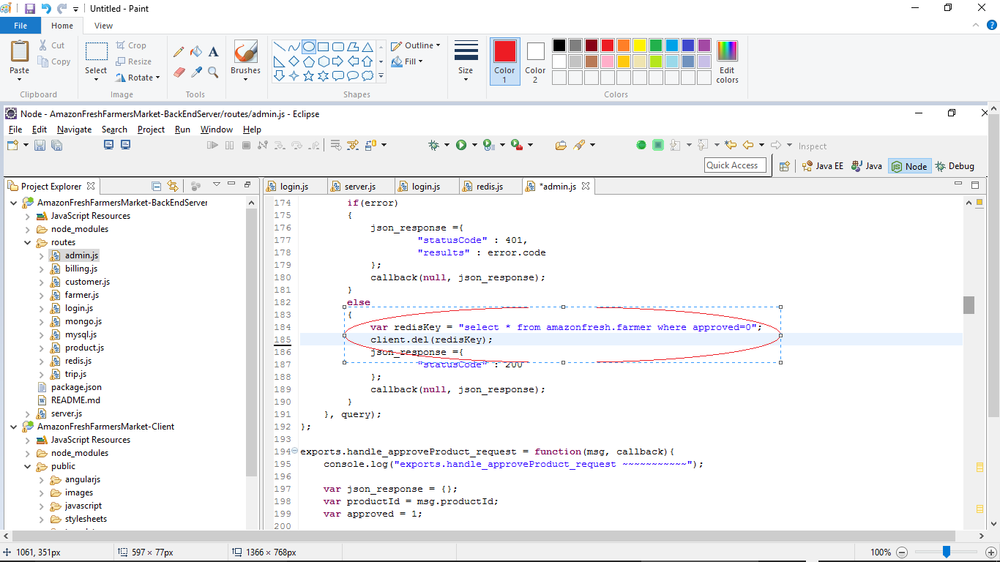 Untitled - Paint
File Home View
Paste Cut Copy Clipboard
Select Crop Resize Rotate Image
A Tools
Brushes
Outline Fill Shapes
Size
Color 1 Color 2 Edit colors Colors
Node - AmazonFreshFarmersMarket-BackEndServer/routes/admin.js - Eclipse
File Edit Navigate Search Project Run Window Help
Inspect
Quick Access Java EE Java Node Debug
Project Explorer
AmazonFreshFarmersMarket-BackEndServer
JavaScript Resources
node_modules
routes
admin.js
billing.js
customer.js
farmer.js
login.js
mongo.js
mysql.js
product.js
redis.js
trip.js
package.json
README.md
server.js
AmazonFreshFarmersMarket-Client
JavaScript Resources
node_modules
public
angularjs
images
javascript
stylesheets
login.js server.js login.js redis.js *admin.js
174 if(error)
175 {
176 json_response ={
177 "statusCode" : 401,
178 "results" : error.code
179 };
180 callback(null, json_response);
181 }
182 else
183 {
184 var redisKey = "select * from amazonfresh.farmer where approved=0";
185 client.del(redisKey);
186 json_response ={
187 "statusCode" : 200
188 };
189 callback(null, json_response);
190 }
191 }, query);
192 };
193
194 exports.handle_approveProduct_request = function(msg, callback){
195 console.log("exports.handle_approveProduct_request ~~~~~~~~~~~");
196
197 var json_response = {};
198 var productId = msg.productId;
199 var approved = 1;
200
1061, 351px 597 × 77px 1366 × 768px 100%